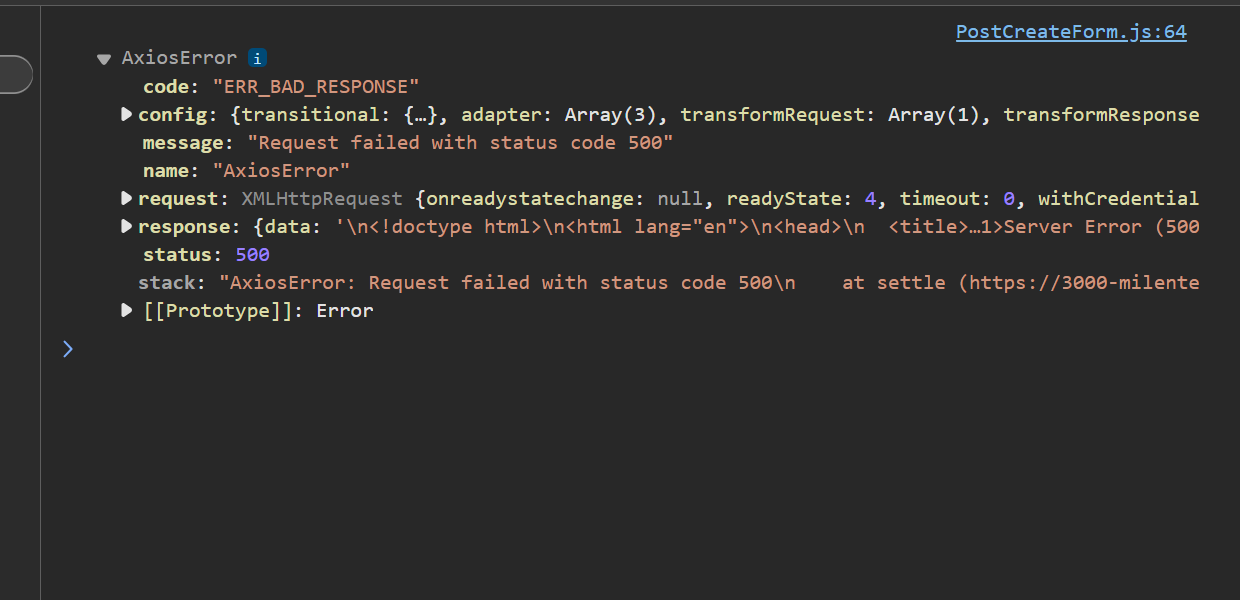 PostCreateForm.js:64
AxiosError i
code: "ERR_BAD_RESPONSE"
config: {transitional: {…}, adapter: Array(3), transformRequest: Array(1), transformResponse
message: "Request failed with status code 500"
name: "AxiosError"
request: XMLHttpRequest {onreadystatechange: null, readyState: 4, timeout: 0, withCredential
response: {data: '\n<!doctype html>\n<html lang="en">\n<head>\n  <title>…1>Server Error (500
status: 500
stack: "AxiosError: Request failed with status code 500\n    at settle (https://3000-milente
[[Prototype]]: Error